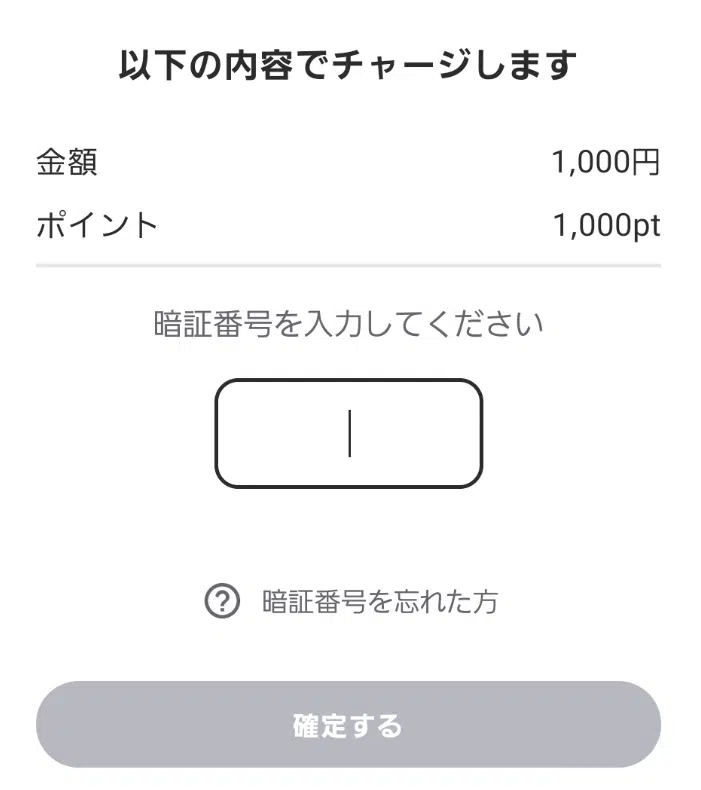 以下の内容でチャージします
金額 1,000円
ポイント 1,000pt
暗証番号を入力してください
暗証番号を忘れた方
確定する